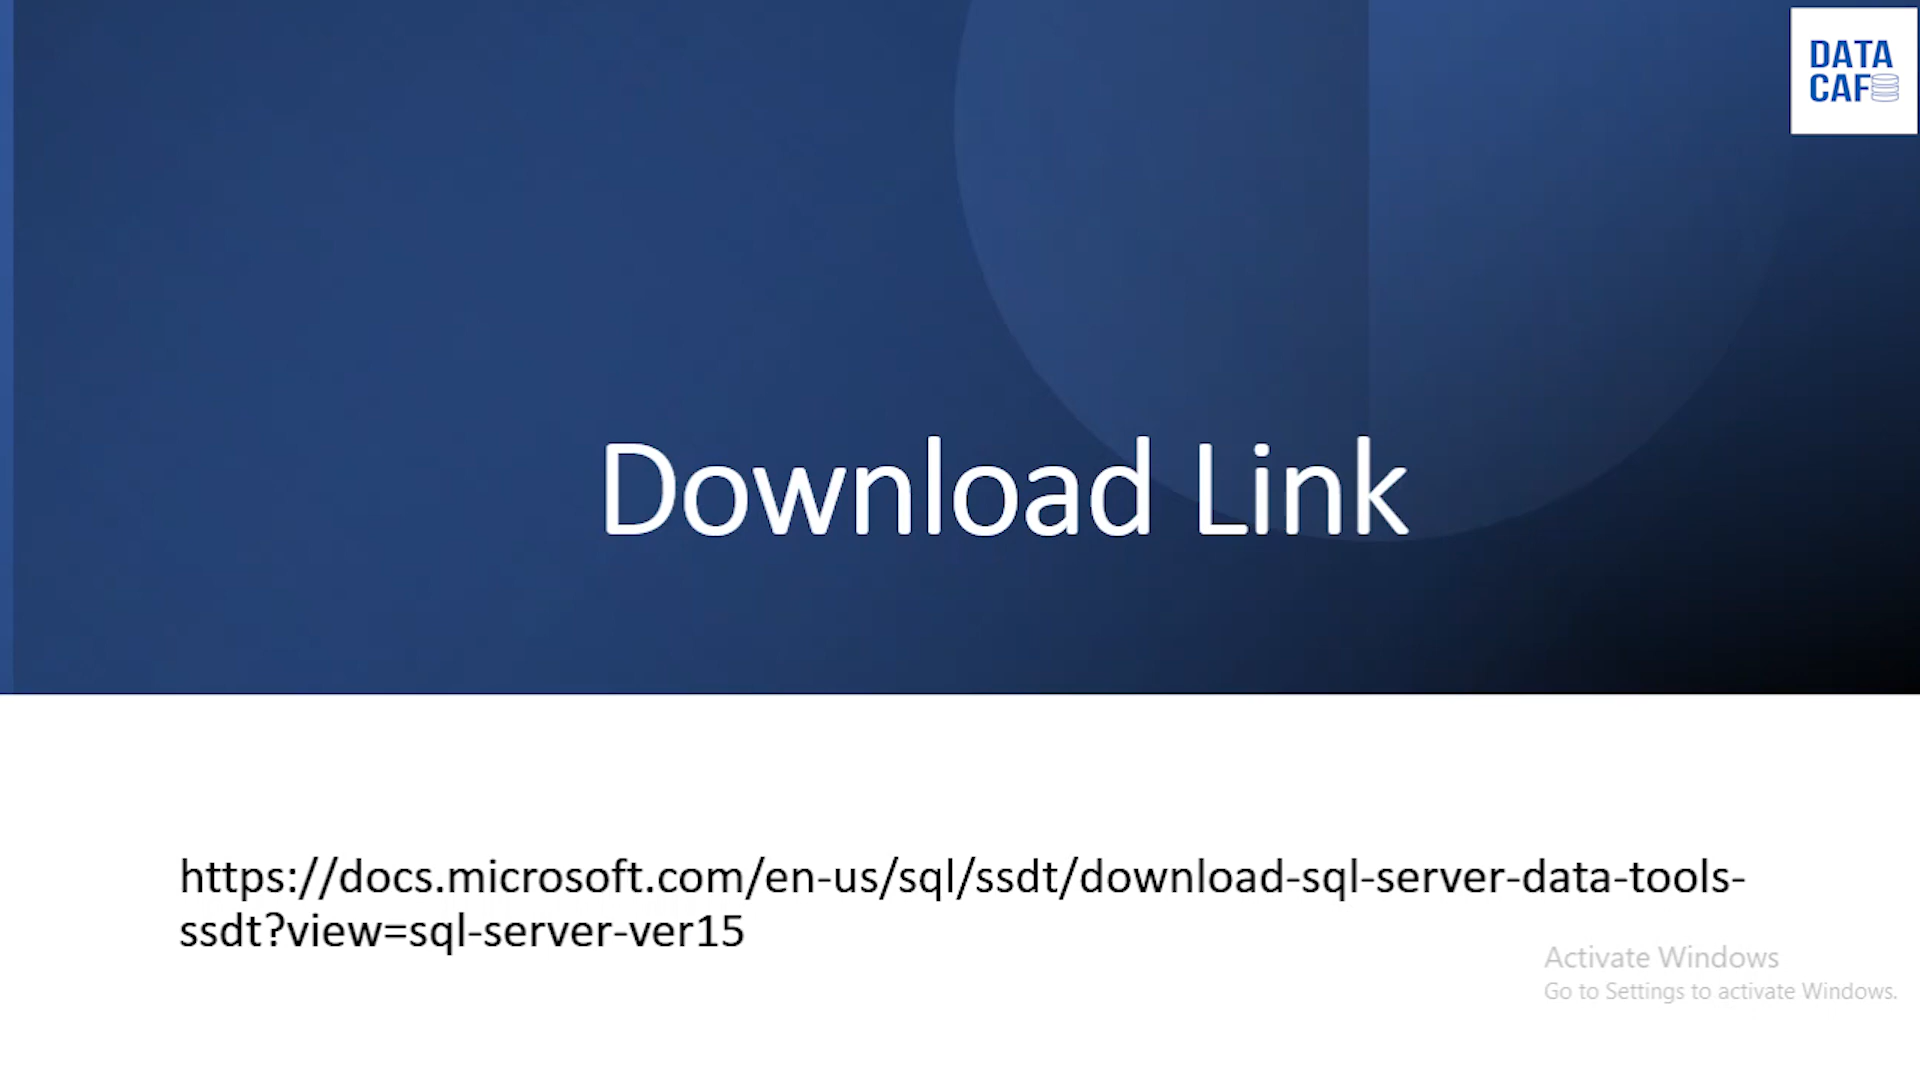 DATA
CAF
Download Link
https://docs.microsoft.com/en-us/sql/ssdt/download-sql-server-data-tools-
ssdt?view=sql-server-ver15
Activate Windows
Go to Settings to activate Windows.